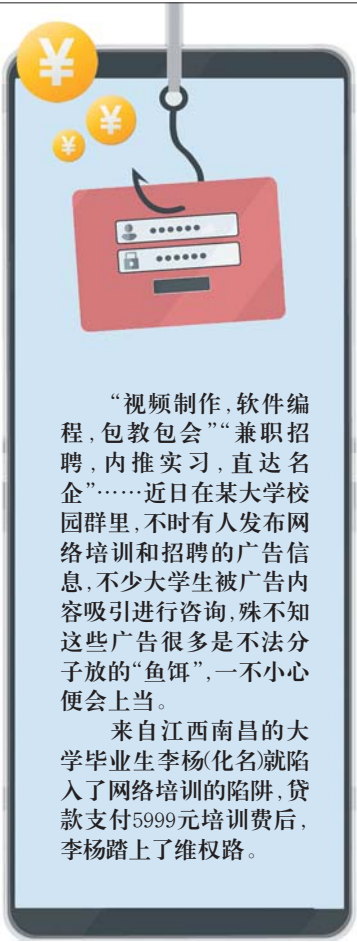 ¥
¥
¥
“视频制作,软件编
程,包教包会”“兼职招
聘,内推实习,直达名
企”……近日在某大学校
园群里,不时有人发布网
络培训和招聘的广告信
息,不少大学生被广告内
容吸引进行咨询,殊不知
这些广告很多是不法分
子放的“鱼饵”,一不小心
便会上当。
来自江西南昌的大
学毕业生李杨(化名)就陷
入了网络培训的陷阱,贷
款支付5999元培训费后,
李杨踏上了维权路。